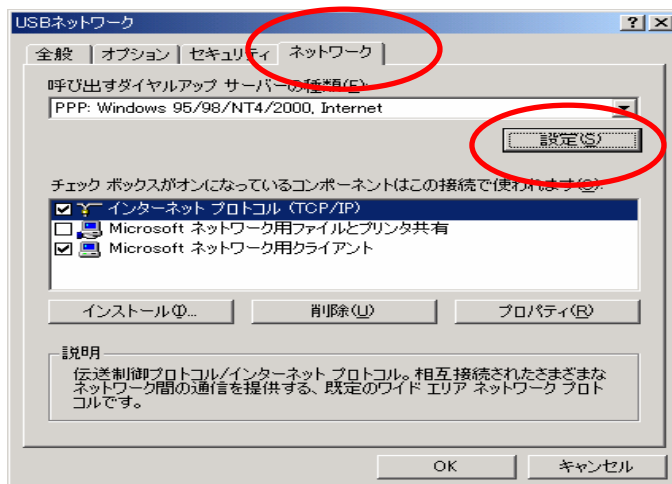 USBネットワーク
全般 オプション セキュリティ ネットワーク
呼び出すダイヤルアップ サーバーの種類(E):
PPP: Windows 95/98/NT4/2000, Internet
設定(S)
チェック ボックスがオンになっているコンポーネントはこの接続で使われます(O):
インターネット プロトコル (TCP/IP)
Microsoft ネットワーク用ファイルとプリンタ共有
Microsoft ネットワーク用クライアント
インストール(I)... 削除(U) プロパティ(R)
説明
伝送制御プロトコル/インターネット プロトコル。相互接続されたさまざまな
ネットワーク間の通信を提供する、既定のワイド エリア ネットワーク プロト
コルです。
OK キャンセル